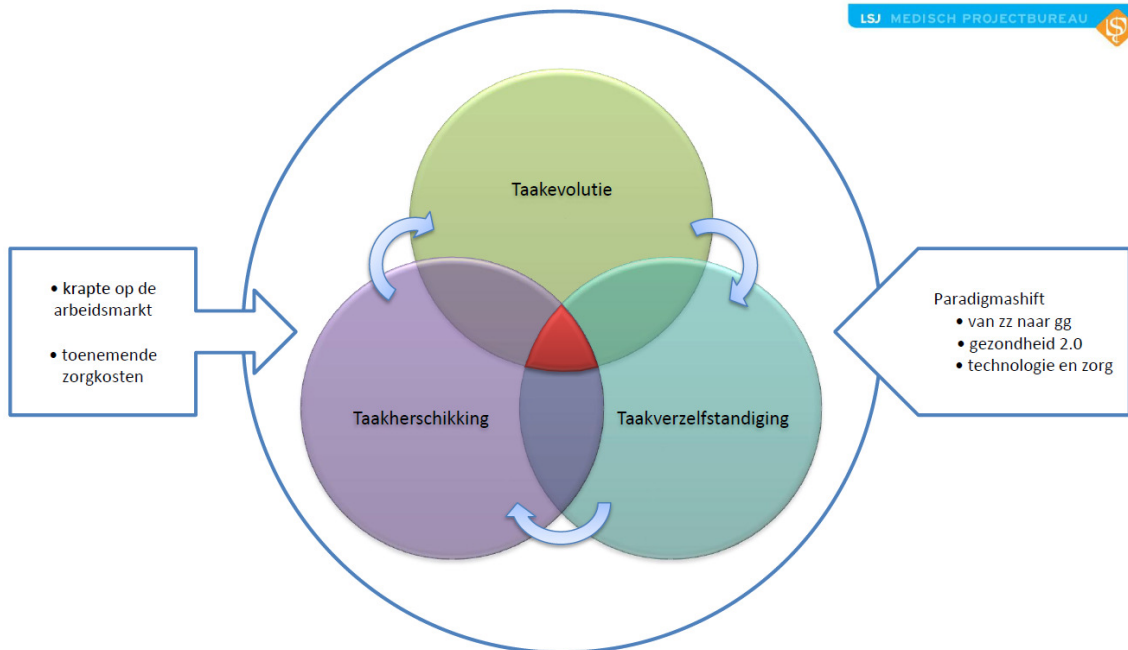 LSJ MEDISCH PROJECTBUREAU
Taakevolutie
• krapte op de
arbeidsmarkt
• toenemende
zorgkosten
Paradigmashift
• van zz naar gg
• gezondheid 2.0
• technologie en zorg
Taakherschikking
Taakverzelfstandiging